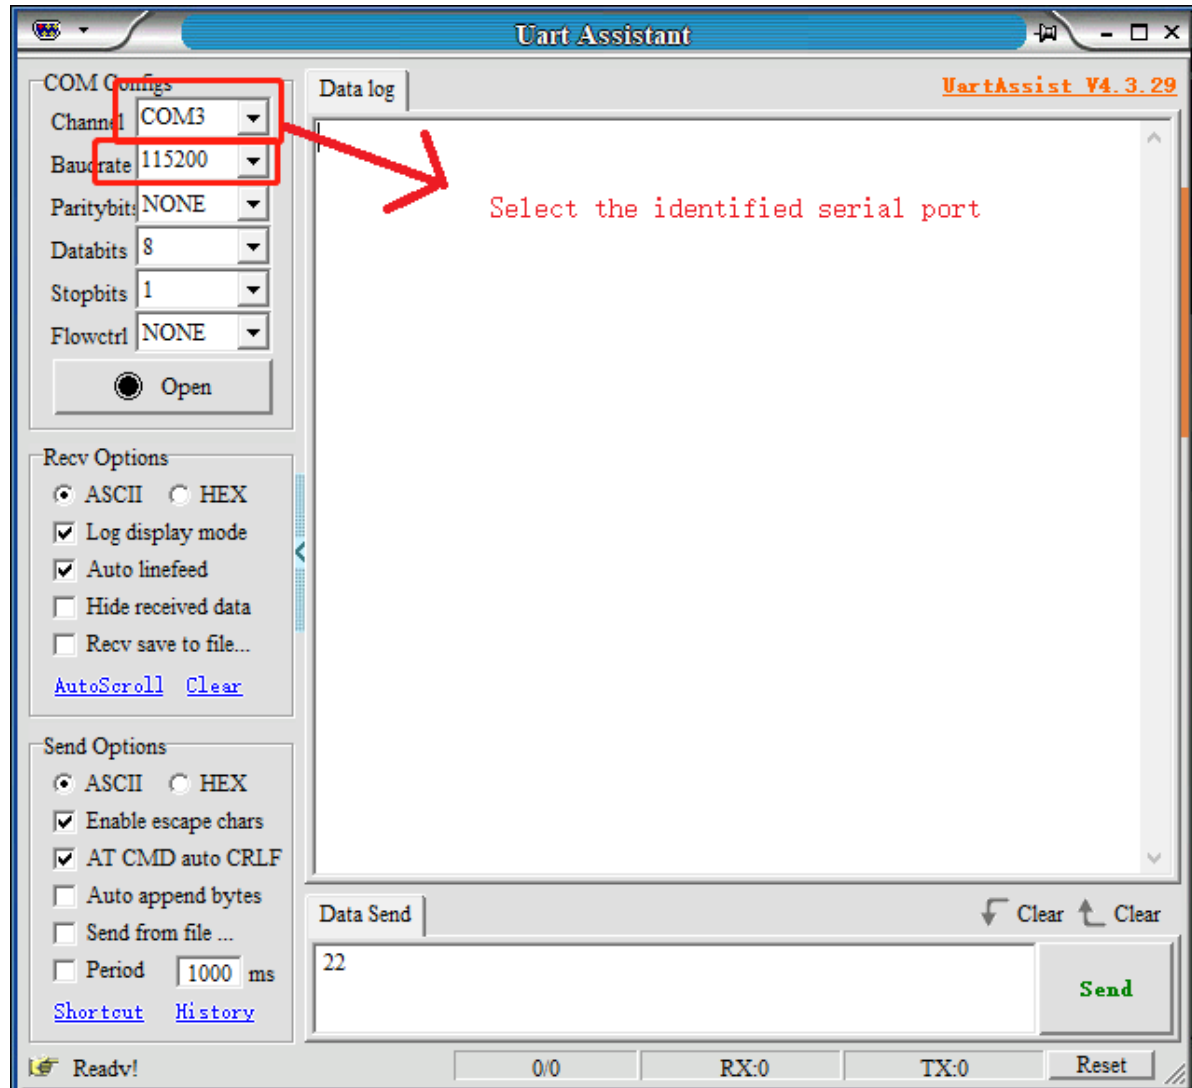 Uart Assistant
COM Configs
Channel COM3
Baudrate 115200
Paritybits NONE
Databits 8
Stopbits 1
Flowctrl NONE
Open
Recv Options
ASCII HEX
Log display mode
Auto linefeed
Hide received data
Recv save to file...
AutoScroll Clear
Send Options
ASCII HEX
Enable escape chars
AT CMD auto CRLF
Auto append bytes
Send from file ...
Period 1000 ms
Shortcut History
Data log
UartAssist V4.3.29
Select the identified serial port
Data Send
Clear Clear
22
Send
Ready!
0/0
RX:0
TX:0
Reset